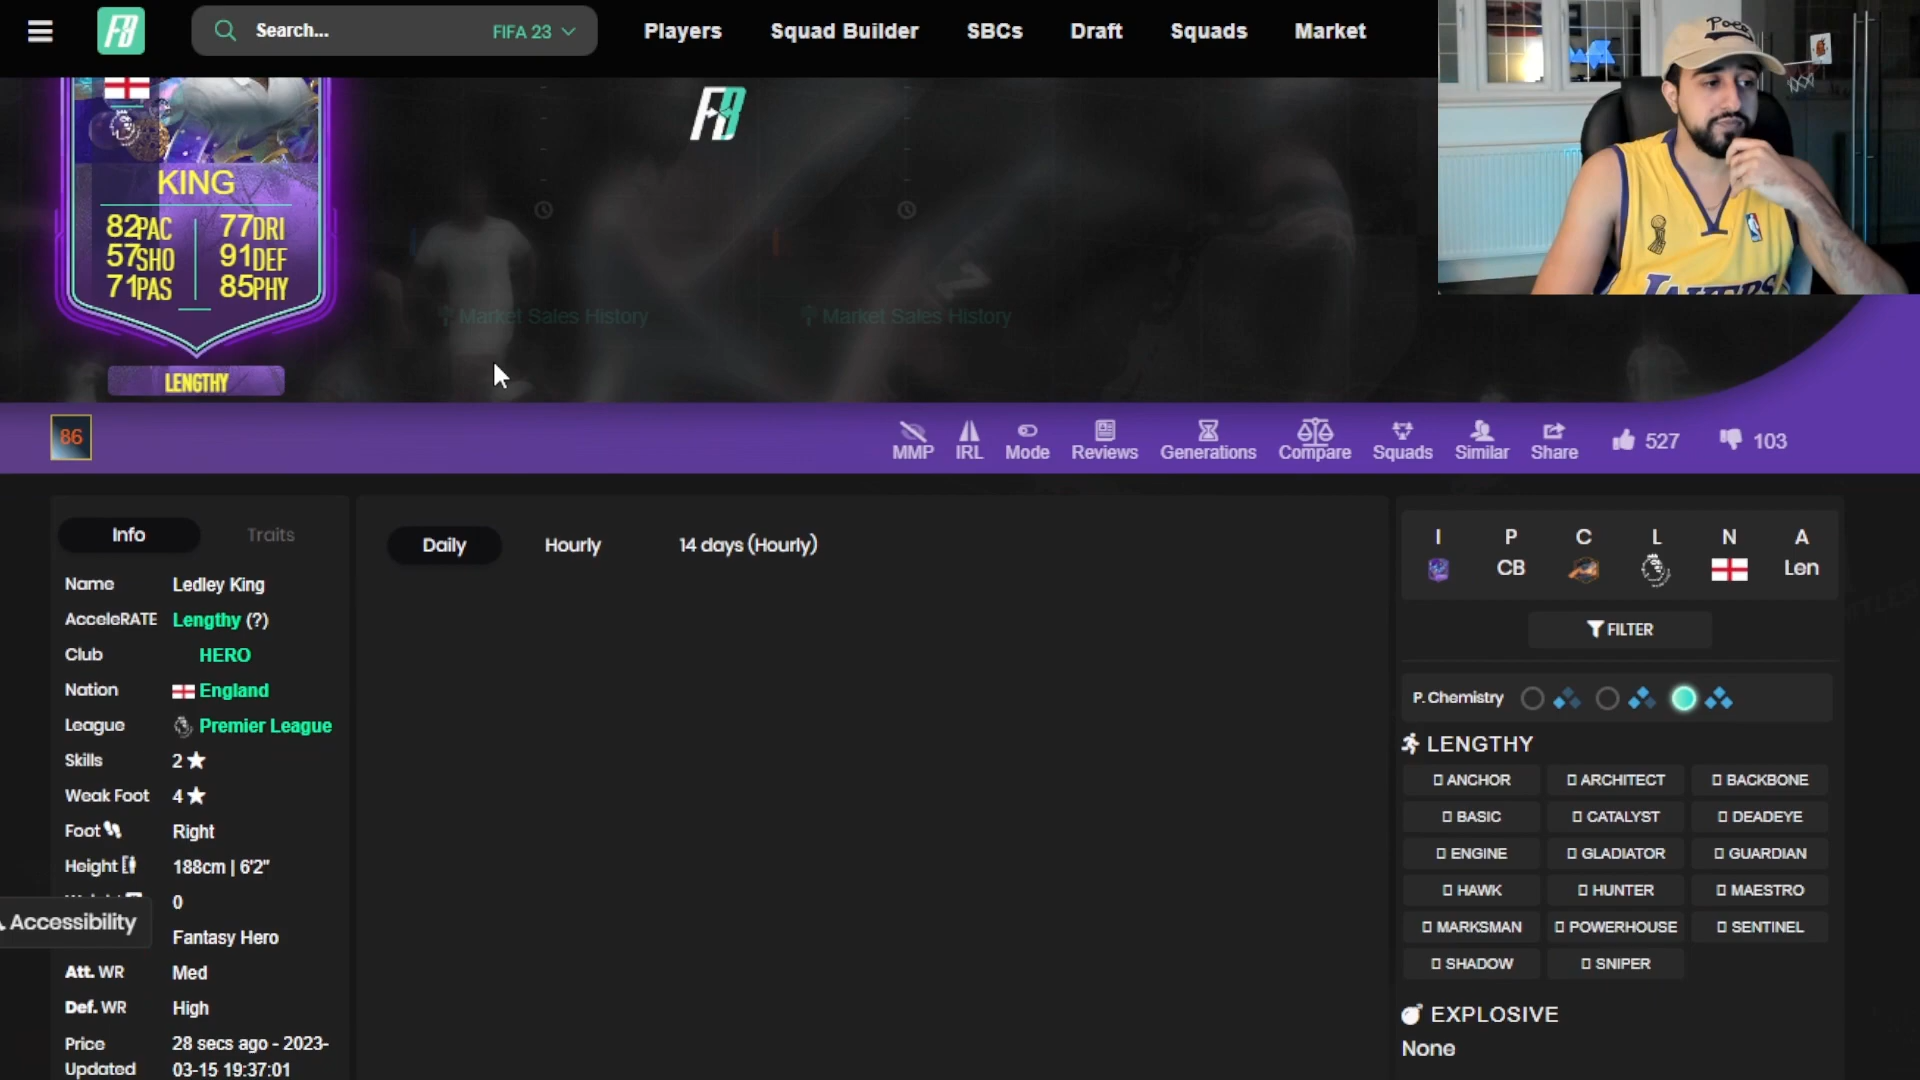 F8
Search...
FIFA 23
Players
Squad Builder
SBCs
Draft
Squads
Market
F8
KING
82PAC 77DRI
57SHO 91DEF
71PAS 85PHY
LENGTHY
Market Sales History
Market Sales History
86
MMP
IRL
Mode
Reviews
Generations
Compare
Squads
Similar
Share
527
103
Info
Traits
Name Ledley King
AcceleRATE Lengthy (?)
Club HERO
Nation England
League Premier League
Skills 2
Weak Foot 4
Foot Right
Height 188cm | 6'2"
0
Accessibility
Fantasy Hero
Att. WR Med
Def. WR High
Price 28 secs ago - 2023-
Updated 03-15 19:37:01
Daily
Hourly
14 days (Hourly)
I P C L N A
CB Len
FILTER
P. Chemistry
LENGTHY
ANCHOR ARCHITECT BACKBONE
BASIC CATALYST DEADEYE
ENGINE GLADIATOR GUARDIAN
HAWK HUNTER MAESTRO
MARKSMAN POWERHOUSE SENTINEL
SHADOW SNIPER
EXPLOSIVE
None